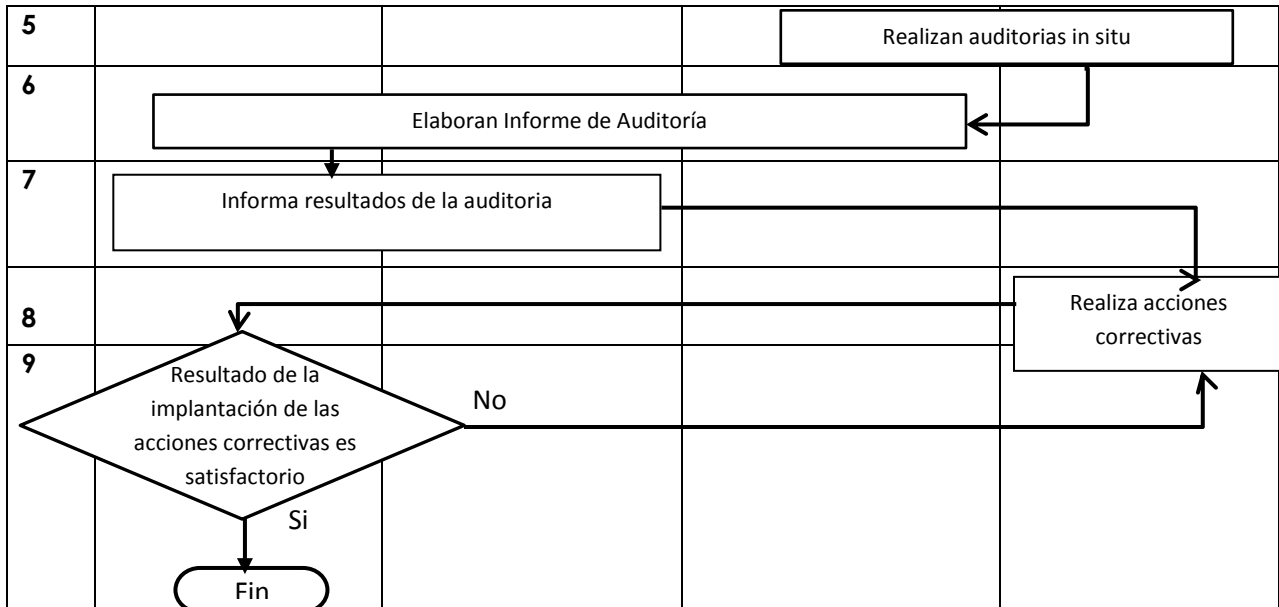 5
Realizan auditorias in situ
6
Elaboran Informe de Auditoría
7
Informa resultados de la auditoria
8
Realiza acciones
correctivas
9
Resultado de la
implantación de las
acciones correctivas es
satisfactorio
No
Si
Fin